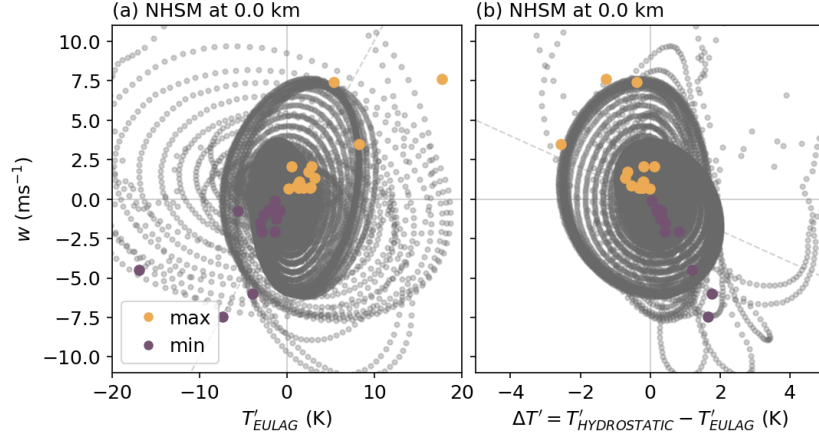 (a) NHSM at 0.0 km
(b) NHSM at 0.0 km
10.0
7.5
5.0
2.5
0.0
−2.5
−5.0
−7.5
−10.0
w (ms⁻¹)
max
min
−20 −10 0 10 20
−4 −2 0 2 4
T′EULAG (K)
ΔT′ = T′HYDROSTATIC − T′EULAG (K)